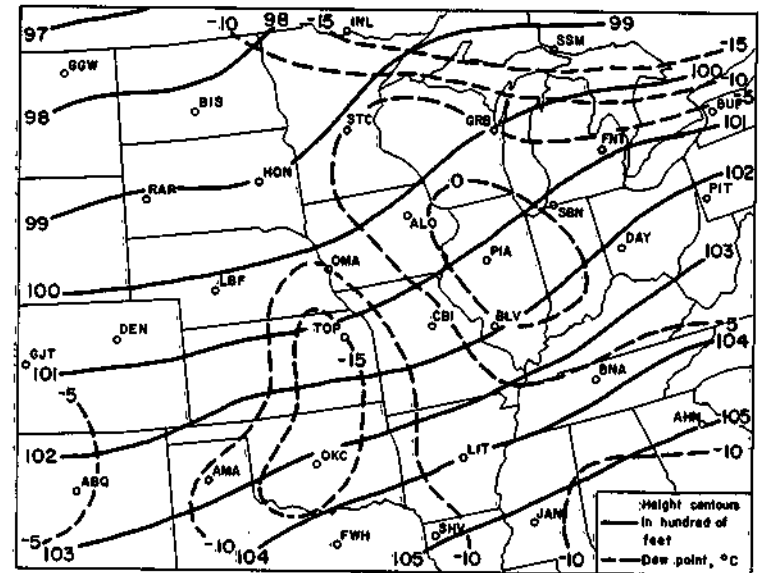 -10 98 -15 INL 99
97
SSM
-15
GGW
100
-10
BIS
-5
BUF
98
STC GRB
101
FNT
HON
102
RAR
0
PIT
99
ALO
SBN
DAY
103
PIA
OMA
LBF
100
CBI BLV
-5
TOP
DEN
104
GJT
-15
BNA
101
-5
AHN 105
102
LIT
-10
OKC
AMA
ABQ
Height contours
in hundred of
feet
Dew point, °C
JAN
SHV
FWH
-5 103
-10 104
105 -10
-10